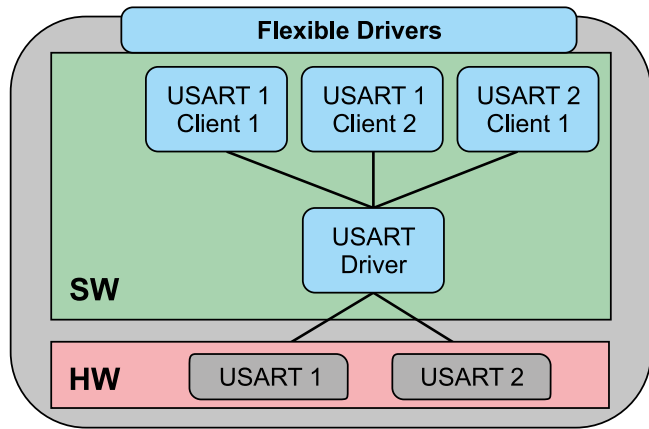 Flexible Drivers
USART 1
Client 1
USART 1
Client 2
USART 2
Client 1
USART
Driver
SW
HW
USART 1
USART 2